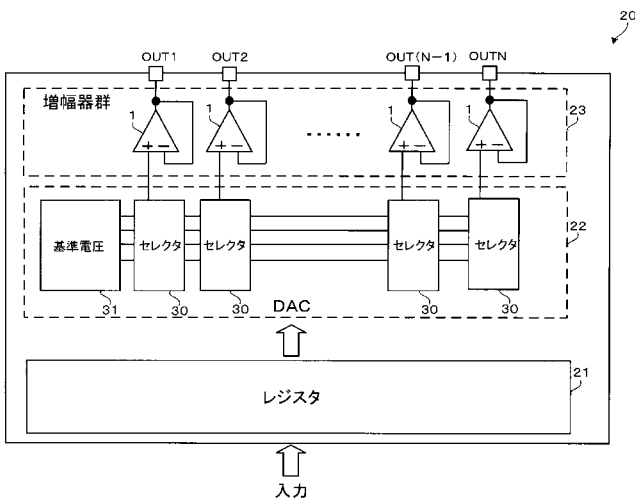 20
OUT1 OUT2 OUT(N-1) OUTN
増幅器群
1 1 1 1
23
+- +- +- +-
......
基準電圧 セレクタ セレクタ セレクタ セレクタ
22
31 30 30 30 30
DAC
レジスタ
21
入力